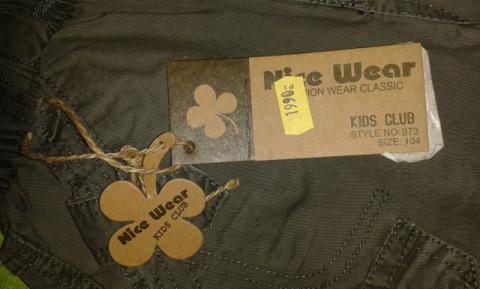 Nice Wear
ION WEAR CLASSIC
1990
KIDS CLUB
STYLE NO:973
SIZE: 104
Nice Wear
KIDS CLUB